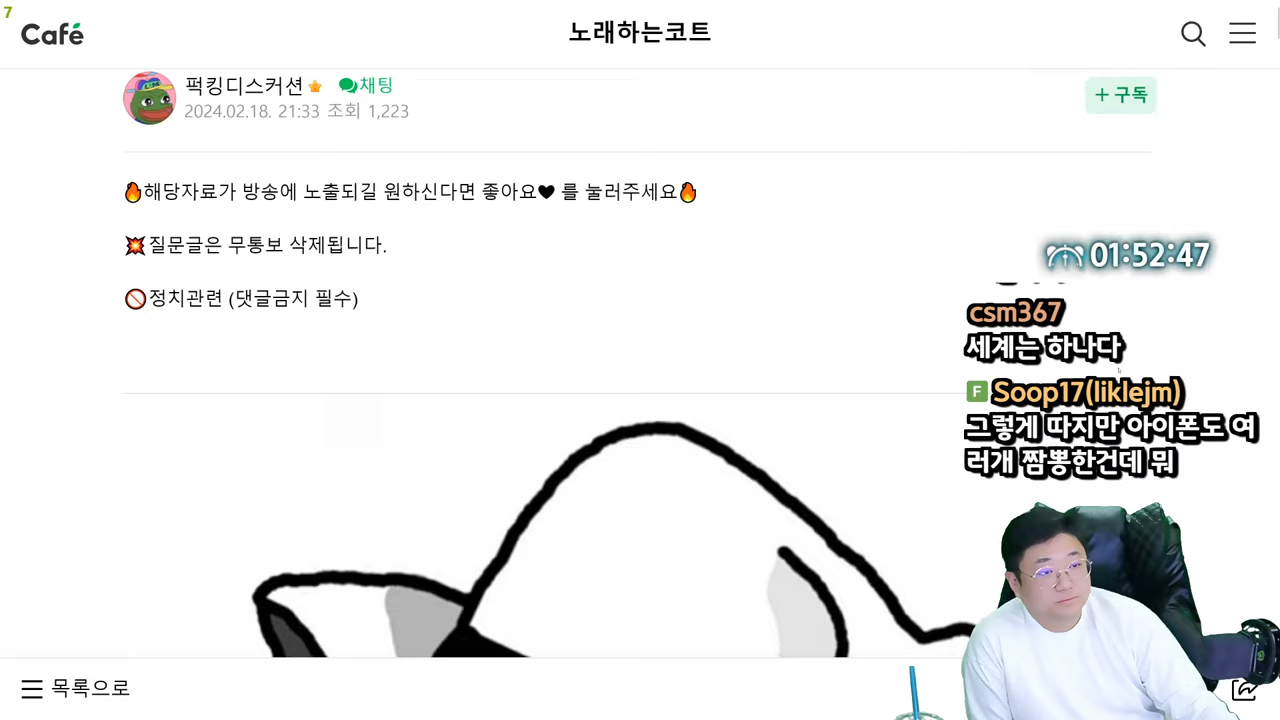 7
Café
노래하는코트
퍽킹디스커션
채팅
2024.02.18. 21:33 조회 1,223
+ 구독
🔥해당자료가 방송에 노출되길 원하신다면 좋아요🖤 를 눌러주세요🔥
💥질문글은 무통보 삭제됩니다.
🚫정치관련 (댓글금지 필수)
01:52:47
csm367
세계는 하나다
F Soop17(liklejm)
그렇게 따지만 아이폰도 여
러개 짬뽕한건데 뭐
목록으로